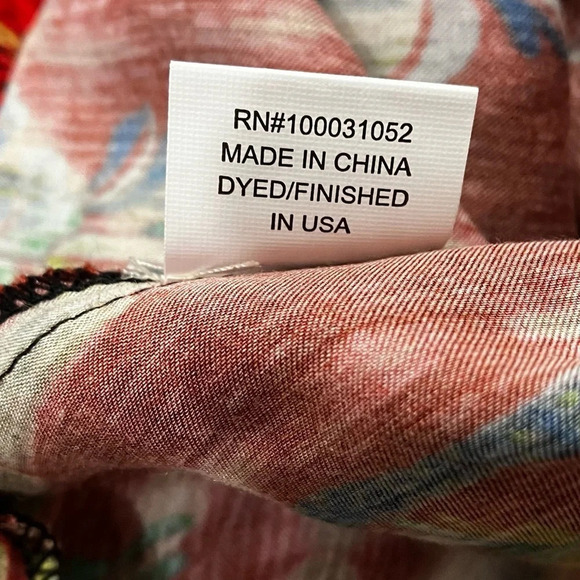 RN#100031052
MADE IN CHINA
DYED/FINISHED
IN USA